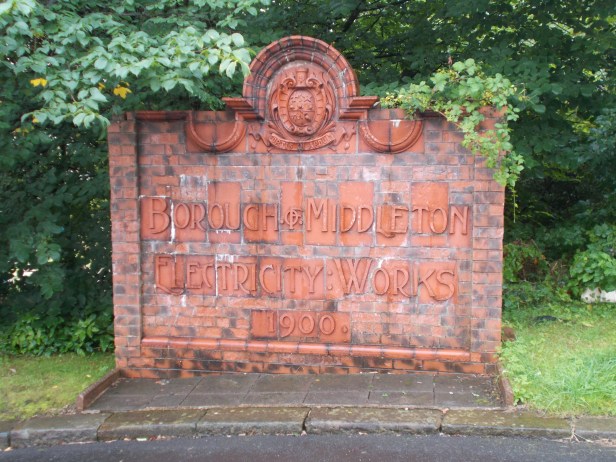 BOROUGH OF MIDDLETON
ELECTRICITY : WORKS
1900.